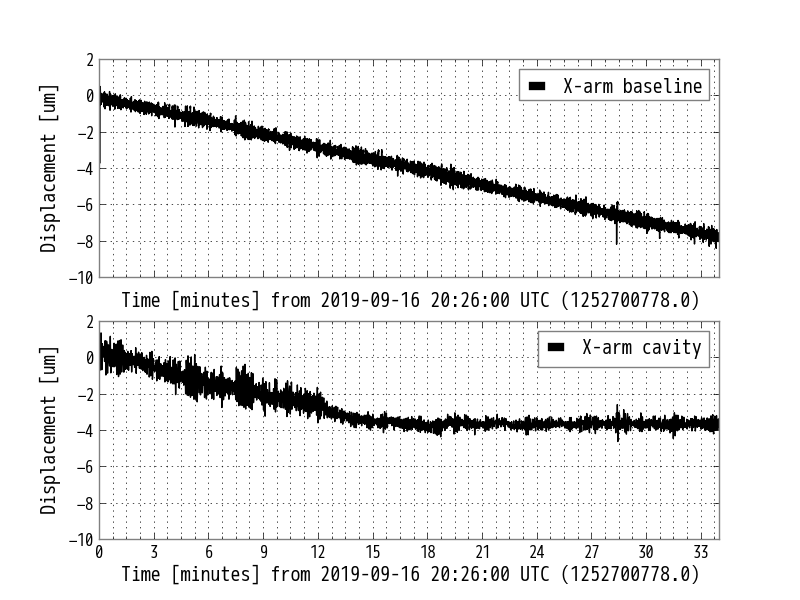 2
0
−2
−4
−6
−8
−10
Displacement [um]
X-arm baseline
Time [minutes] from 2019-09-16 20:26:00 UTC (1252700778.0)
2
0
−2
−4
−6
−8
−10
Displacement [um]
X-arm cavity
0 3 6 9 12 15 18 21 24 27 30 33
Time [minutes] from 2019-09-16 20:26:00 UTC (1252700778.0)